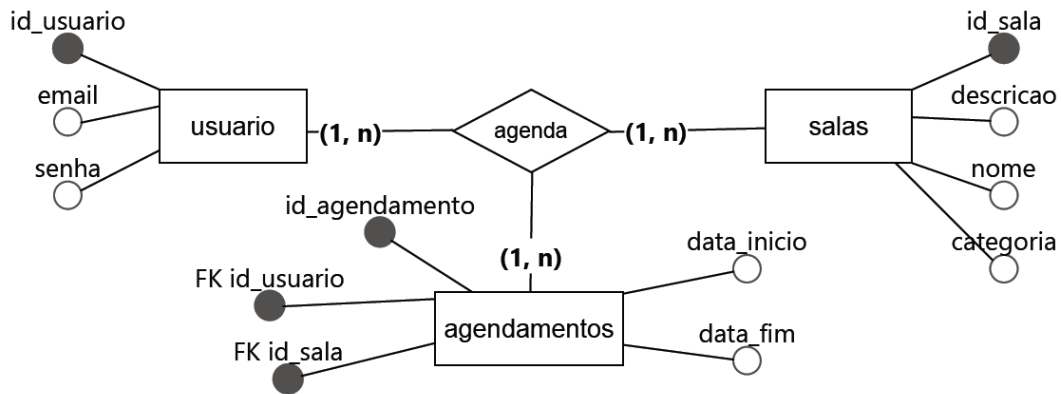 id_usuario
email
senha
usuario
(1, n)
agenda
(1, n)
salas
id_sala
descricao
nome
categoria
id_agendamento
(1, n)
data_inicio
FK id_usuario
agendamentos
FK id_sala
data_fim